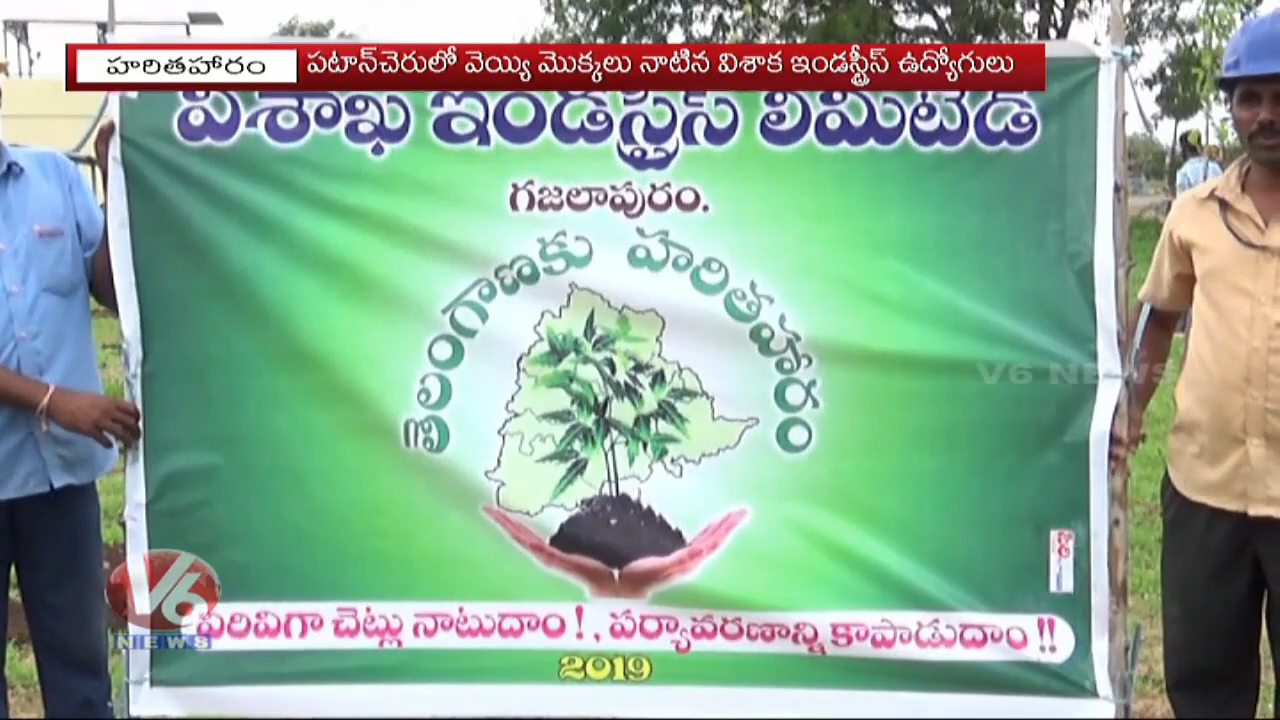 హరితహారం పటాన్‌చెరులో వెయ్యి మొక్కలు నాటిన విశాక ఇండస్ట్రీస్ ఉద్యోగులు
విశాఖ ఇండస్ట్రీస్ లిమిటెడ్
గజలాపురం.
తెలంగాణకు హరితహారం
V6 NEWS
విరివిగా చెట్లు నాటుదాం!, పర్యావరణాన్ని కాపాడుదాం!!
V6
NEWS
2019